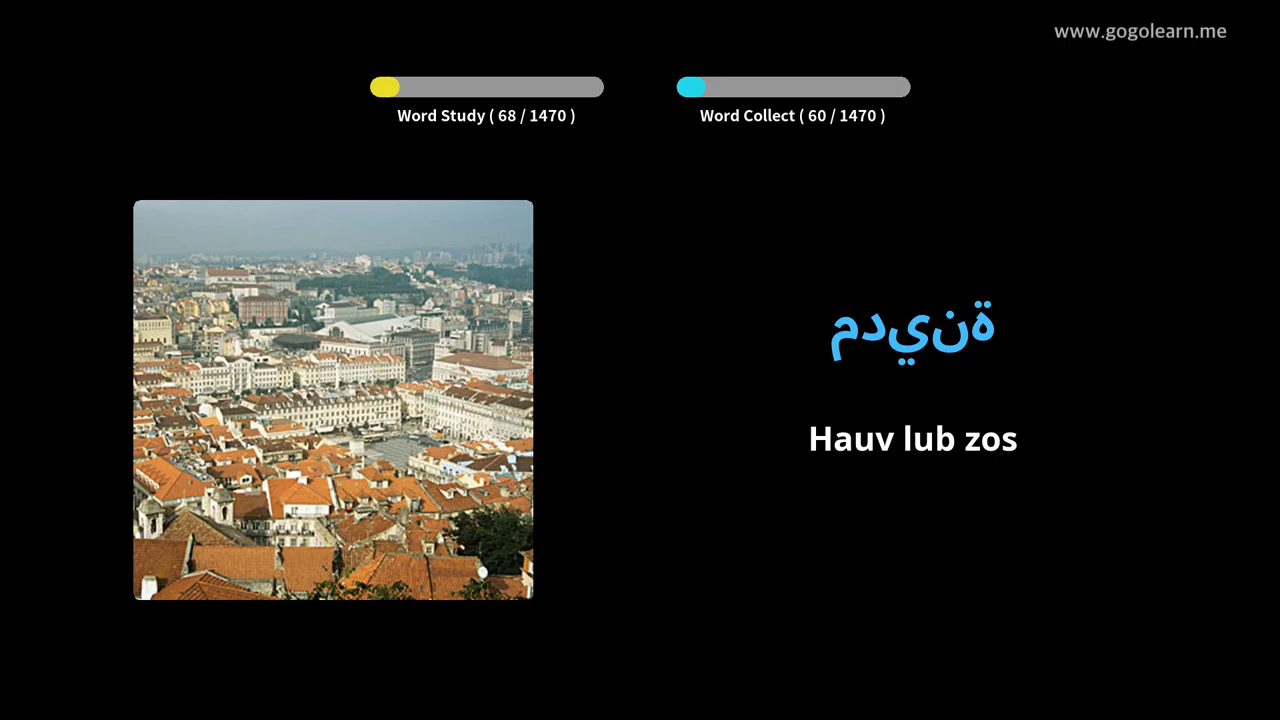 www.gogolearn.me
Word Study ( 68 / 1470 )
Word Collect ( 60 / 1470 )
مدينة
Hauv lub zos